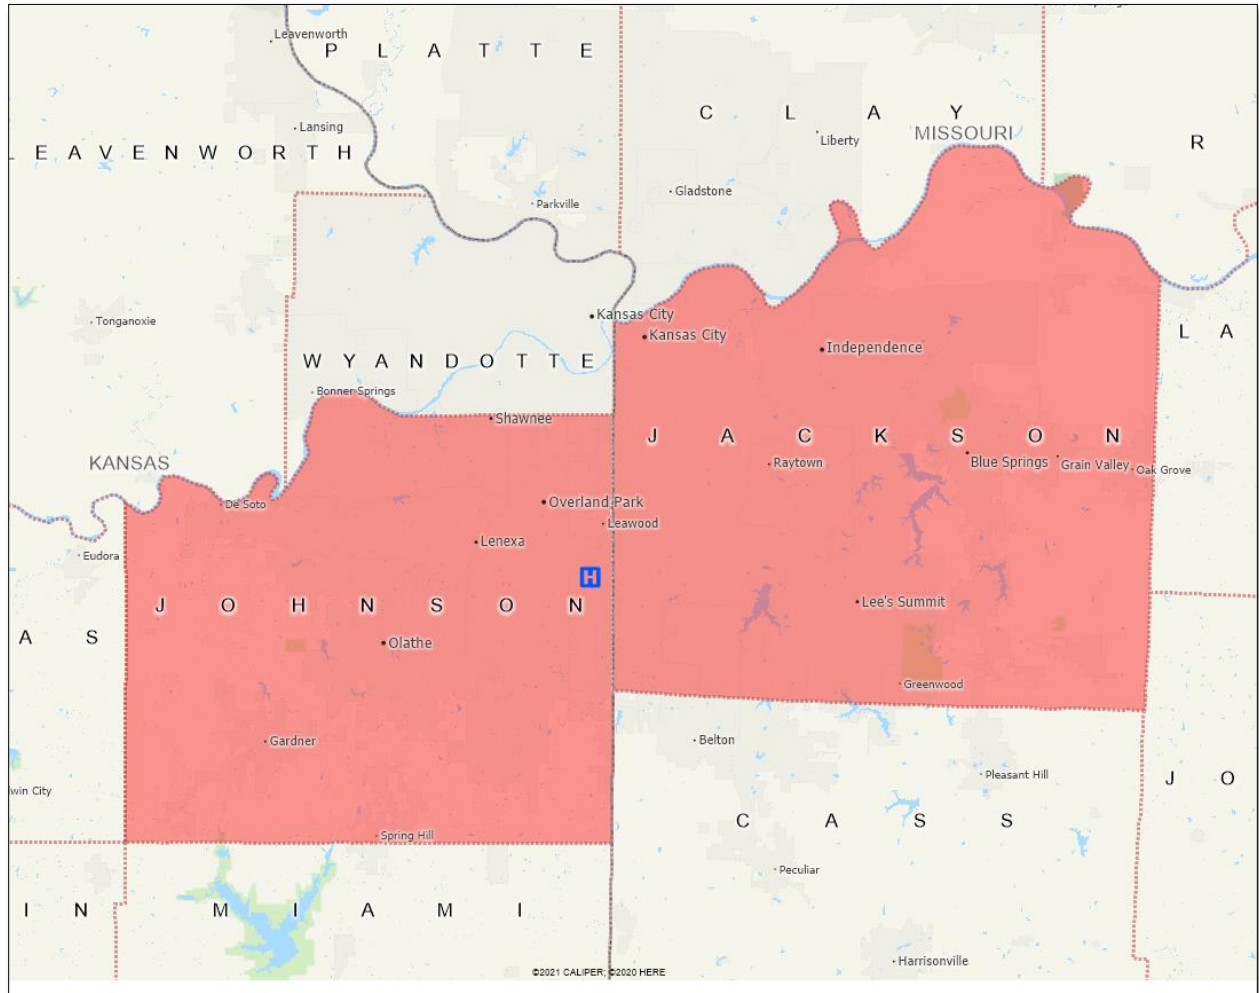 Leavenworth
P L A T T E
C L A Y
Lansing
MISSOURI
Liberty
R
L E A V E N W O R T H
Gladstone
Parkville
Kansas City
Tonganoxie
Kansas City
L A
Independence
W Y A N D O T T E
Bonner Springs
Shawnee
J A C K S O N
KANSAS
Raytown
Blue Springs
Grain Valley
Oak Grove
De Soto
Overland Park
Leawood
Lenexa
Eudora
H
J O H N S O N
Lee's Summit
A S
Olathe
Greenwood
Gardner
Belton
Pleasant Hill
J O
win City
C A S S
Spring Hill
Peculiar
I N
M I A M I
Harrisonville
©2021 CALIPER; ©2020 HERE